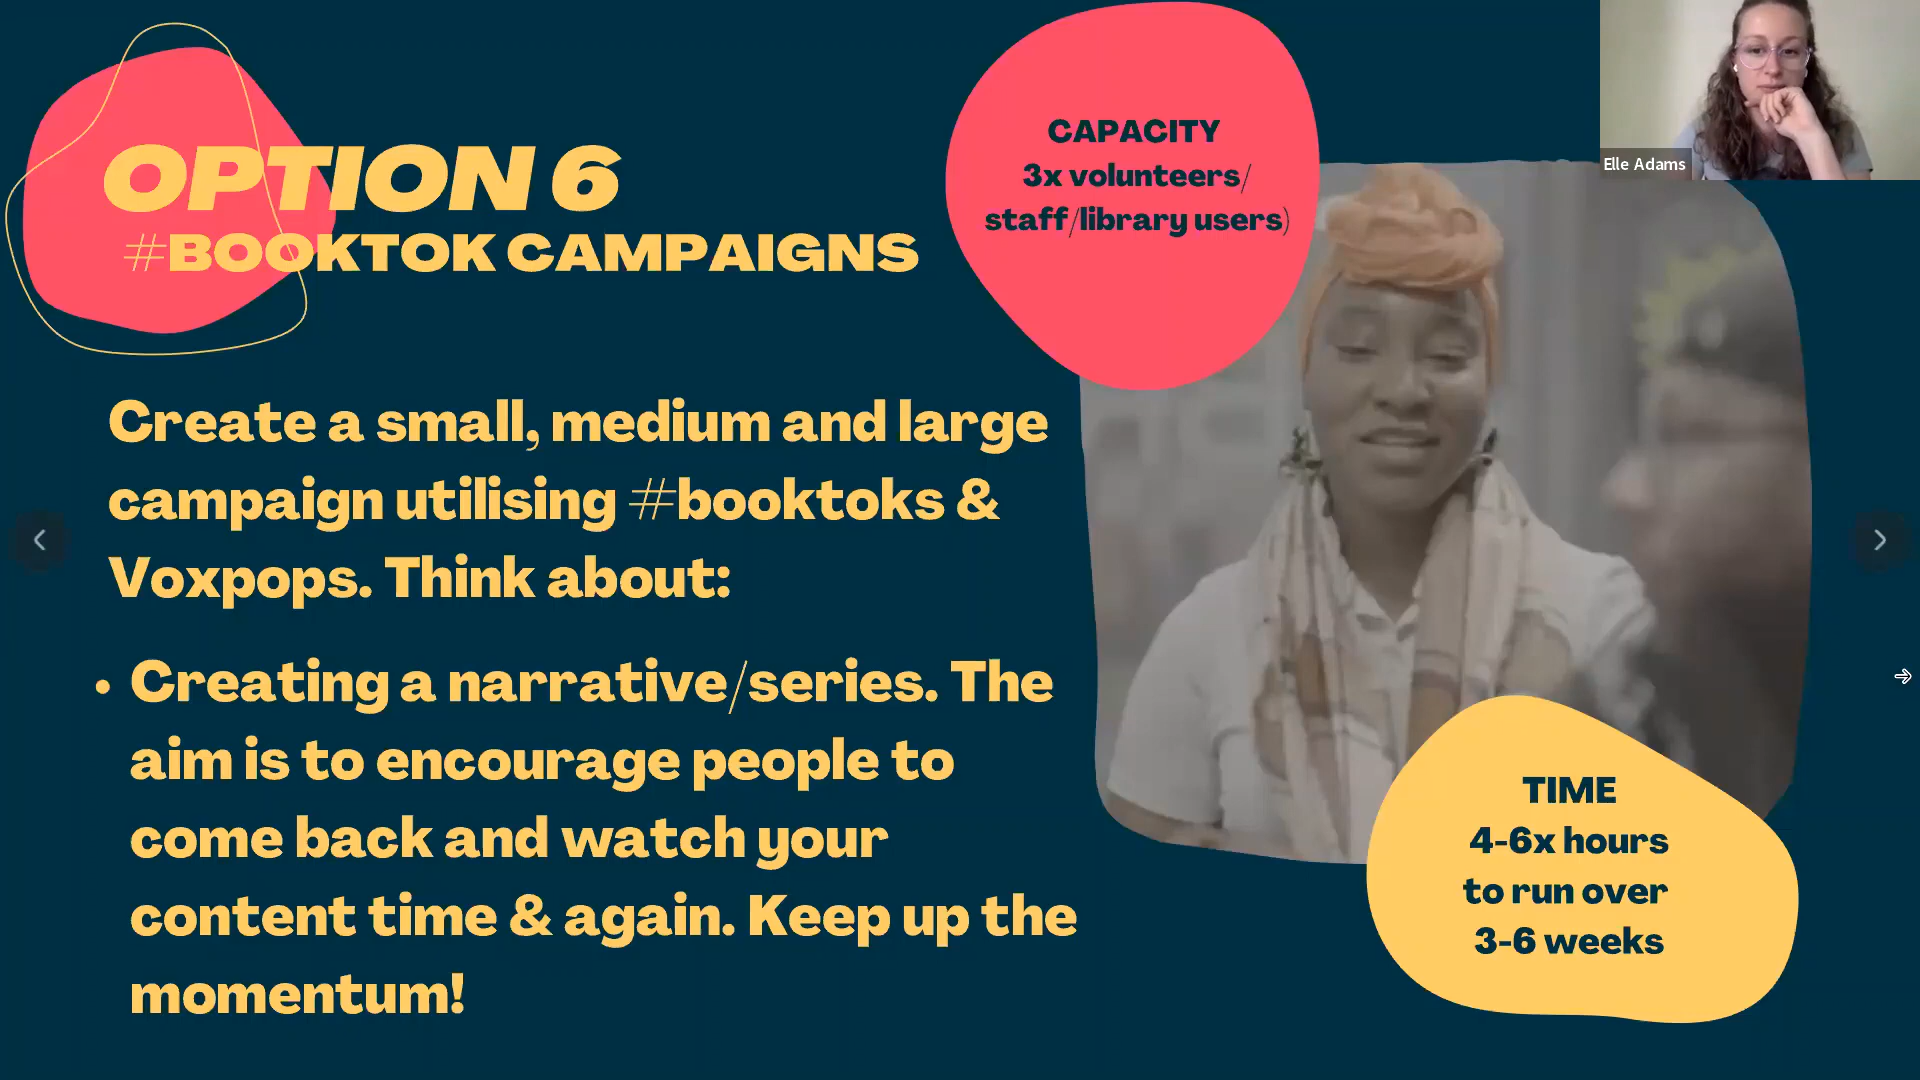 OPTION 6
#BOOKTOK CAMPAIGNS
CAPACITY
3x volunteers/
staff/library users)
Elle Adams
Create a small, medium and large
campaign utilising #booktoks &
Voxpops. Think about:
• Creating a narrative/series. The
aim is to encourage people to
come back and watch your
content time & again. Keep up the
momentum!
TIME
4-6x hours
to run over
3-6 weeks